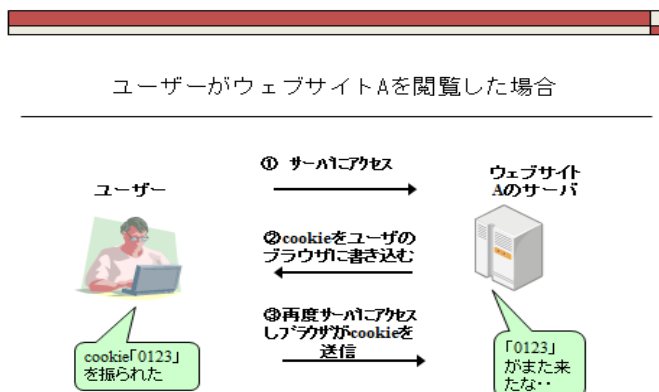 ユーザーがウェブサイトAを閲覧した場合
① サーバにアクセス
ユーザー
ウェブサイト
Aのサーバ
②cookieをユーザの
ブラウザに書き込む
③再度サーバにアクセス
しブラウザがcookieを
送信
cookie「0123」
を振られた
「0123」
がまた来
たな‥